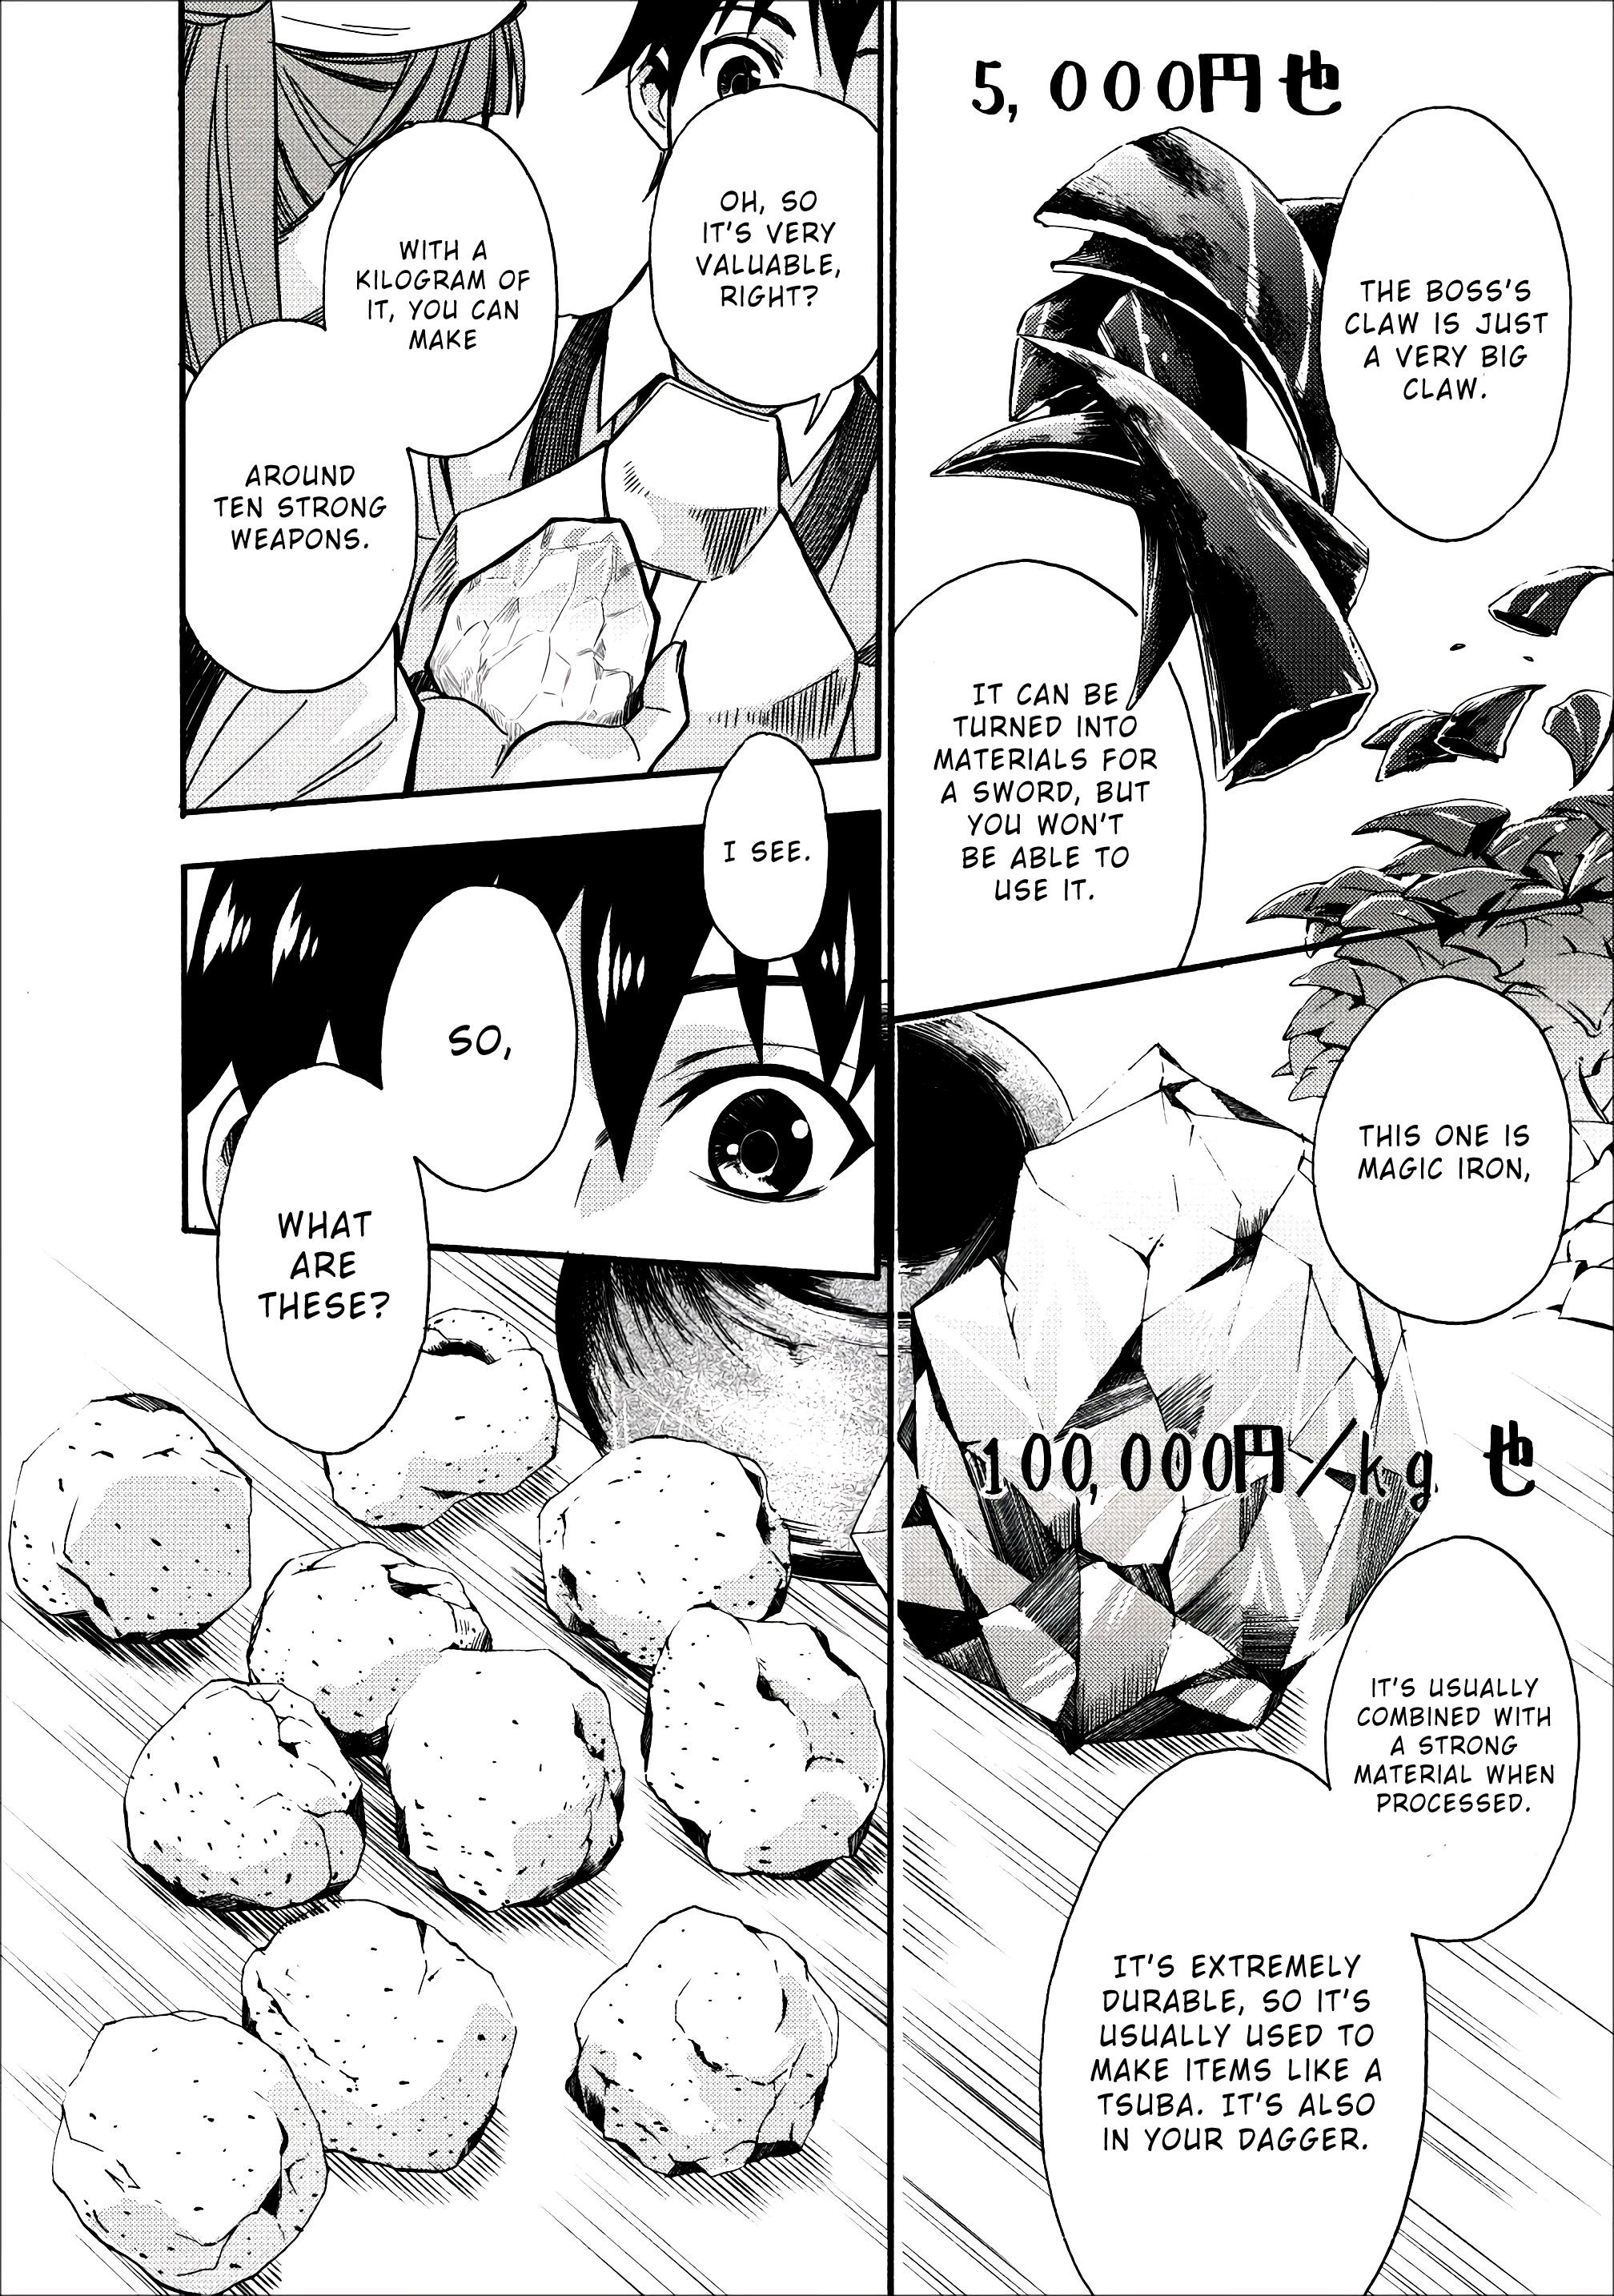 5,000円也
THE BOSS'S
CLAW IS JUST
A VERY BIG
CLAW.
IT CAN BE
TURNED INTO
MATERIALS FOR
A SWORD, BUT
YOU WON'T
BE ABLE TO
USE IT.
THIS ONE IS
MAGIC IRON,
100,000円/kg 也
IT'S USUALLY
COMBINED WITH
A STRONG
MATERIAL WHEN
PROCESSED.
IT'S EXTREMELY
DURABLE, SO IT'S
USUALLY USED TO
MAKE ITEMS LIKE A
TSUBA. IT'S ALSO
IN YOUR DAGGER.
OH, SO
IT'S VERY
VALUABLE,
RIGHT?
WITH A
KILOGRAM OF
IT, YOU CAN
MAKE
AROUND
TEN STRONG
WEAPONS.
I SEE.
SO,
WHAT
ARE
THESE?